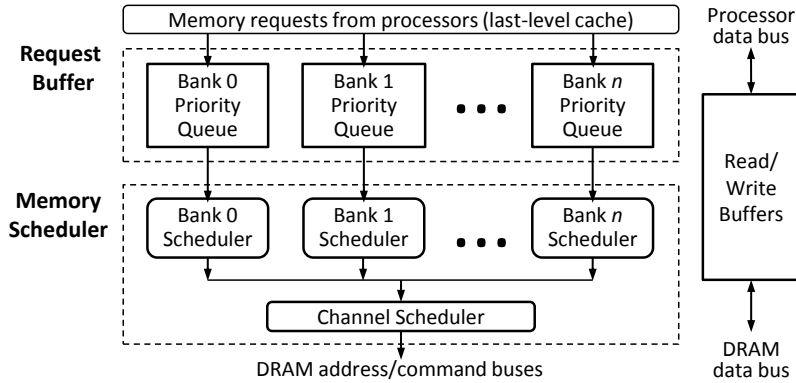 Memory requests from processors (last-level cache)
Request
Buffer
Bank 0
Priority
Queue
Bank 1
Priority
Queue
Bank n
Priority
Queue
Memory
Scheduler
Bank 0
Scheduler
Bank 1
Scheduler
Bank n
Scheduler
Channel Scheduler
DRAM address/command buses
Processor
data bus
Read/
Write
Buffers
DRAM
data bus